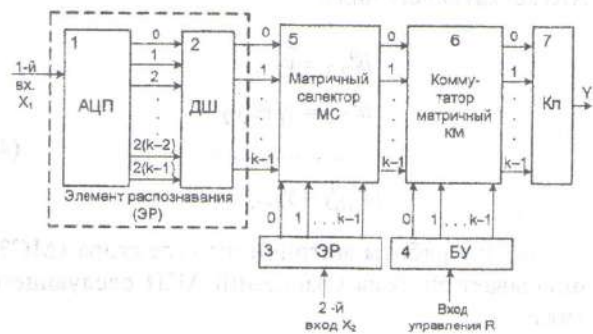 1-й
вх.
X₁
1
АЦП
0
1
2
2(k–2)
2(k–1)
2
ДШ
Элемент распознавания
(ЭР)
0
1
k–1
5
Матричный
селектор
МС
0
1
k–1
6
Комму-
татор
матричный
КМ
0
1
k–1
7
Кл
Y
0 1 . . . k–1
0 1 . . . k–1
3 ЭР
4 БУ
2 -й
вход X₂
Вход
управления R